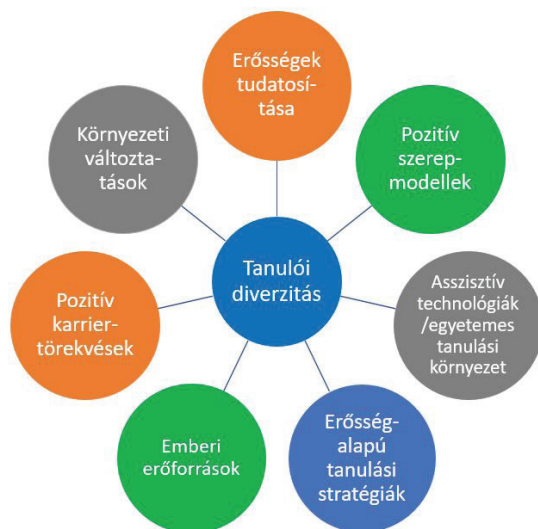 Erősségek
tudatosí-
tása
Pozitív
szerep-
modellek
Asszisztív
technológiák
/egyetemes
tanulási
környezet
Erősség-
alapú
tanulási
stratégiák
Emberi
erőforrások
Pozitív
karrier-
törekvések
Környezeti
változta-
tások
Tanulói
diverzitás